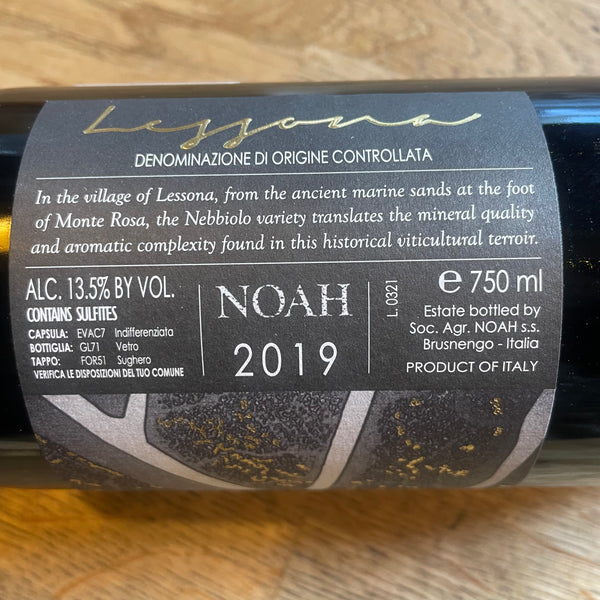 Lessona
DENOMINAZIONE DI ORIGINE CONTROLLATA
In the village of Lessona, from the ancient marine sands at the foot
of Monte Rosa, the Nebbiolo variety translates the mineral quality
and aromatic complexity found in this historical viticultural terroir.
ALC. 13.5% BY VOL.
CONTAINS SULFITES
CAPSULA: EVAC7 Indifferenziata
BOTTIGLIA: GL71 Vetro
TAPPO: FOR51 Sughero
VERIFICA LE DISPOSIZIONI DEL TUO COMUNE
NOAH
2019
L. 0321
e 750 ml
Estate bottled by
Soc. Agr. NOAH s.s.
Brusnengo - Italia
PRODUCT OF ITALY